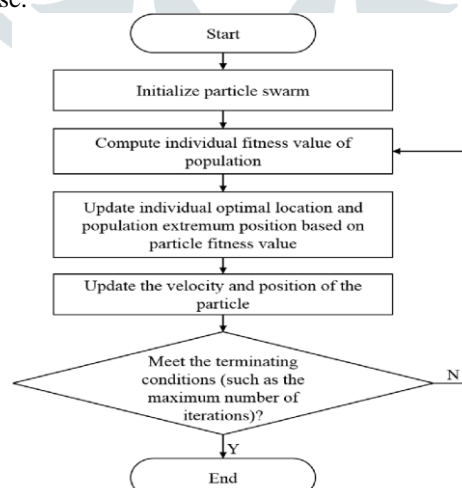 se.
Start
Initialize particle swarm
Compute individual fitness value of
population
Update individual optimal location and
population extremum position based on
particle fitness value
Update the velocity and position of the
particle
Meet the terminating
conditions (such as the
maximum number of
iterations)?
N
Y
End